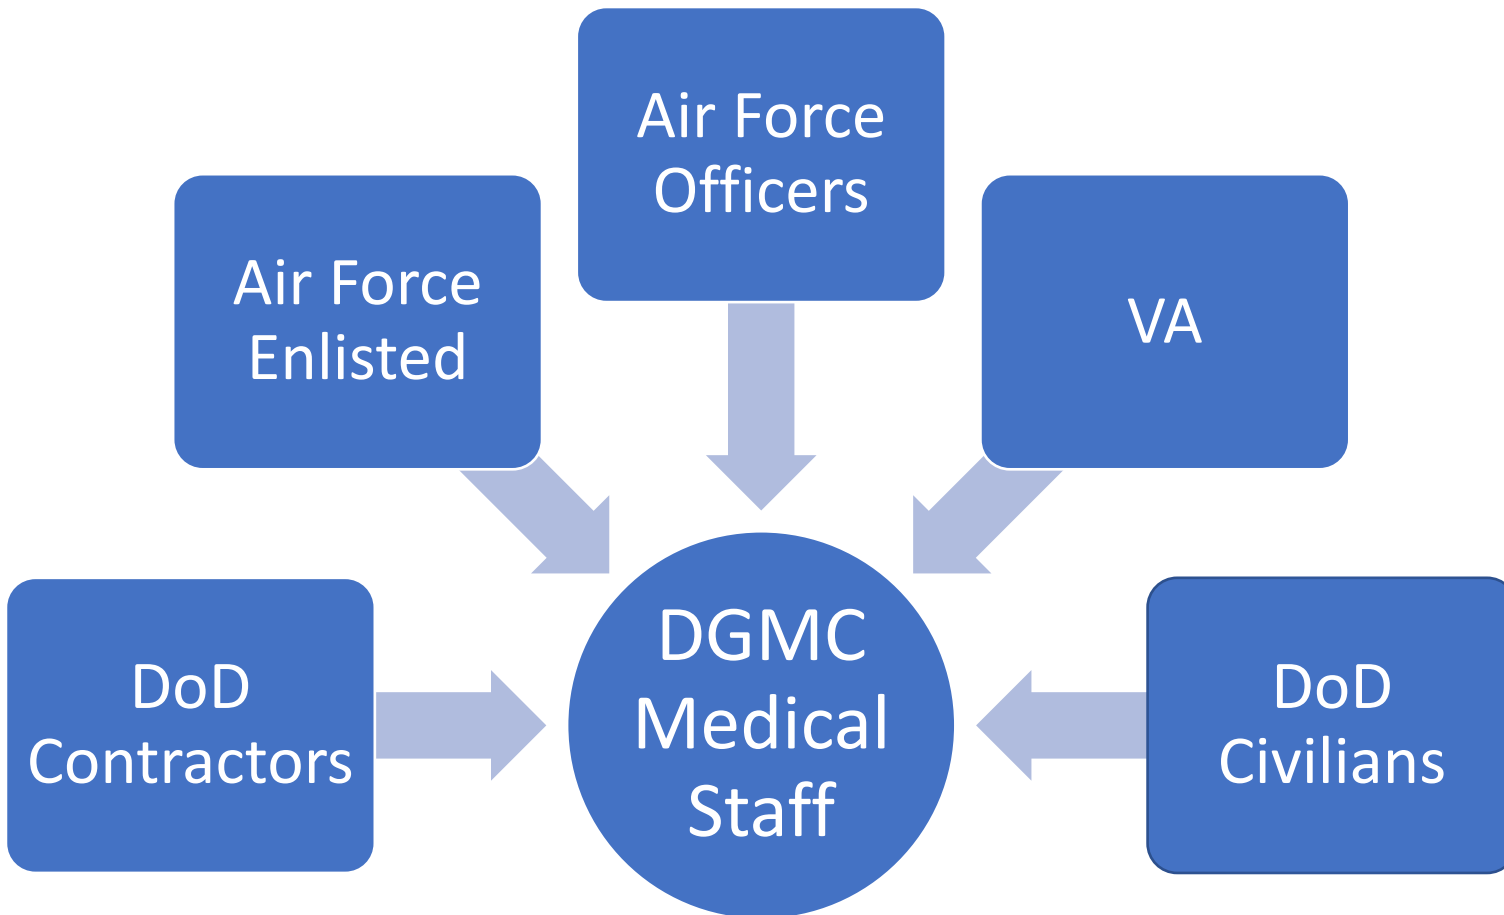 Air Force
Officers
Air Force
Enlisted
VA
DoD
Contractors
DGMC
Medical
Staff
DoD
Civilians